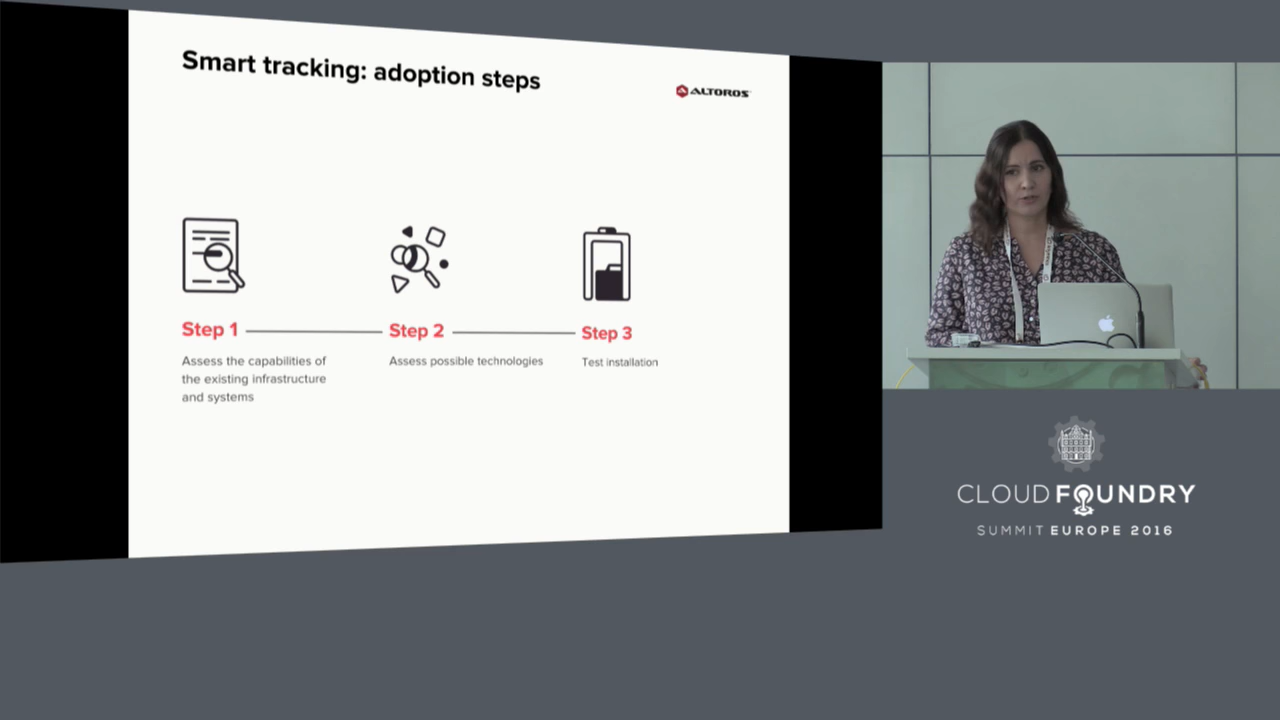 Smart tracking: adoption steps
ALTOROS
Step 1
Assess the capabilities of
the existing infrastructure
and systems
Step 2
Assess possible technologies
Step 3
Test installation
CLOUD FOUNDRY
SUMMIT EUROPE 2016